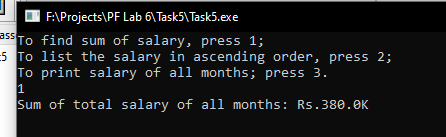 F:\Projects\PF Lab 6\Task5\Task5.exe
To find sum of salary, press 1;
To list the salary in ascending order, press 2;
To print salary of all months; press 3.
1
Sum of total salary of all months: Rs.380.0K